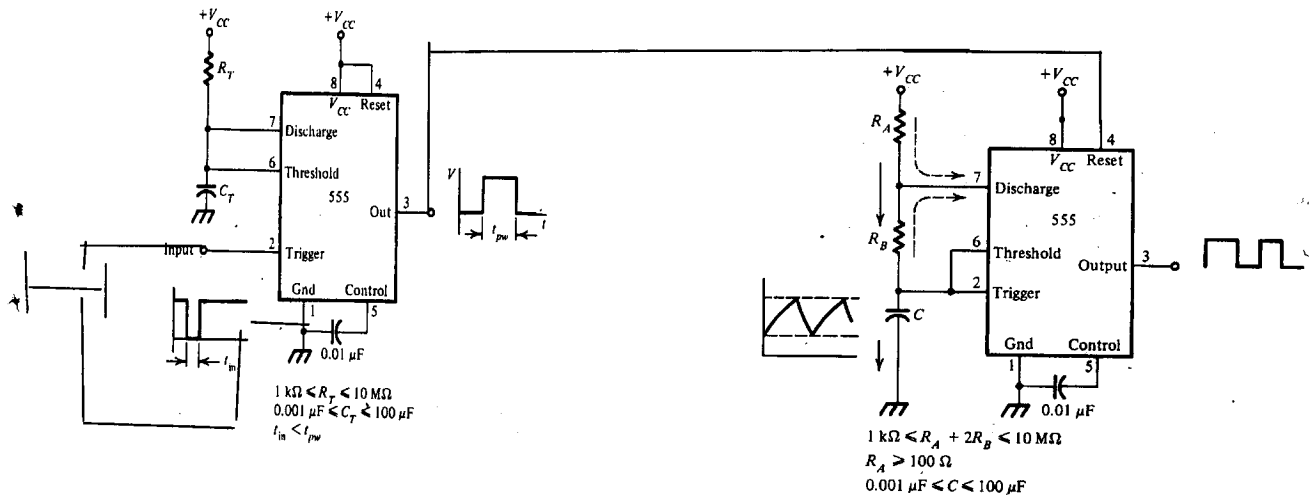 +V_CC
+V_CC
R_T
8
4
V_CC
Reset
7
Discharge
6
Threshold
C_T
555
Out
3
V
t
t_pw
Input
2
Trigger
Gnd
Control
1
5
t_in
0.01 μF
1 kΩ ≤ R_T ≤ 10 MΩ
0.001 μF ≤ C_T ≤ 100 μF
t_in < t_pw
+V_CC
+V_CC
R_A
8
4
V_CC
Reset
7
Discharge
555
R_B
6
Threshold
Output
3
2
Trigger
C
Gnd
Control
1
5
0.01 μF
1 kΩ ≤ R_A + 2R_B ≤ 10 MΩ
R_A ≥ 100 Ω
0.001 μF ≤ C ≤ 100 μF